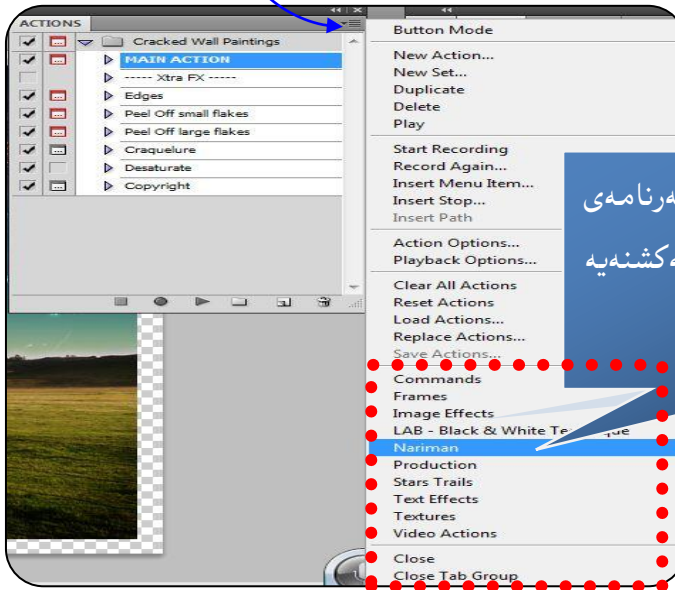 ACTIONS
Cracked Wall Paintings
MAIN ACTION
----- Xtra FX -----
Edges
Peel Off small flakes
Peel Off large flakes
Craquelure
Desaturate
Copyright
Button Mode
New Action...
New Set...
Duplicate
Delete
Play
Start Recording
Record Again...
Insert Menu Item...
Insert Stop...
Insert Path
Action Options...
Playback Options...
Clear All Actions
Reset Actions
Load Actions...
Replace Actions...
Save Actions...
Commands
Frames
Image Effects
LAB - Black & White
Nariman
Production
Stars Trails
Text Effects
Textures
Video Actions
Close
Close Tab Group